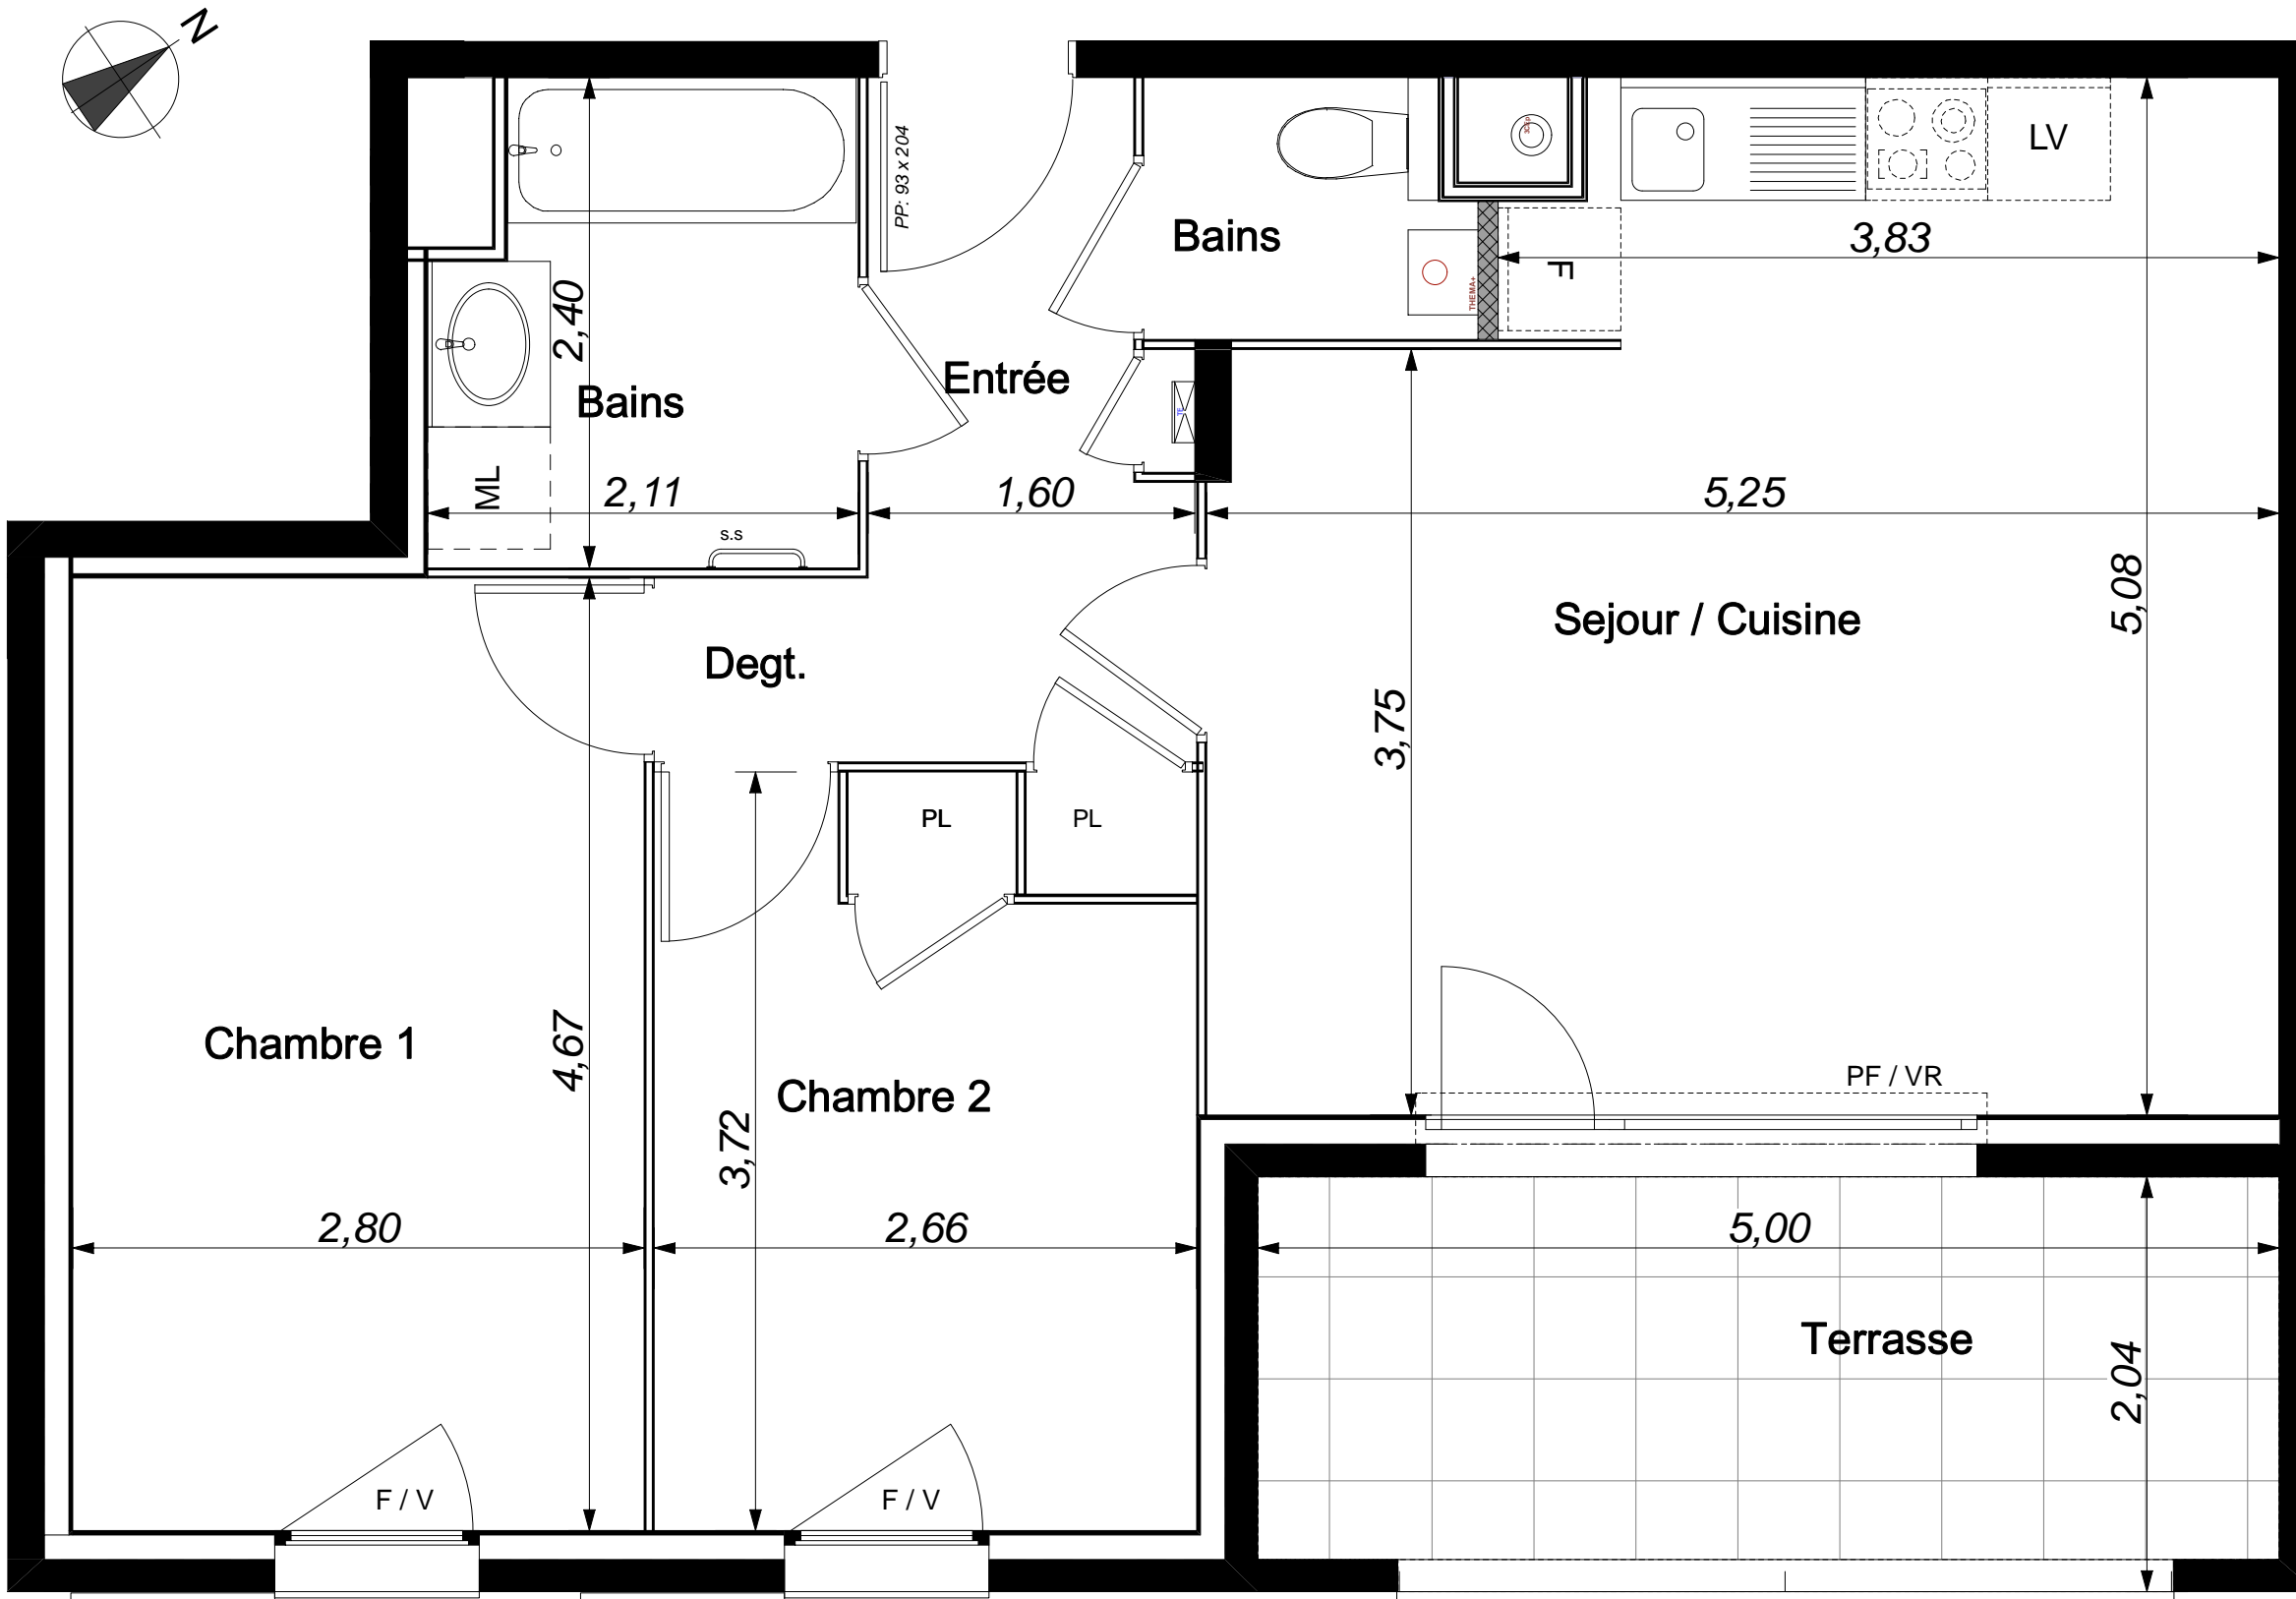 N
PP: 93 x 204
LV
Bains
3,83
F
THEMA+
2,40
Entrée
Bains
TE
ML
2,11
1,60
5,25
s.s
5,08
Sejour / Cuisine
Degt.
3,75
PL
PL
Chambre 1
4,67
PF / VR
Chambre 2
3,72
2,80
2,66
5,00
Terrasse
2,04
F / V
F / V